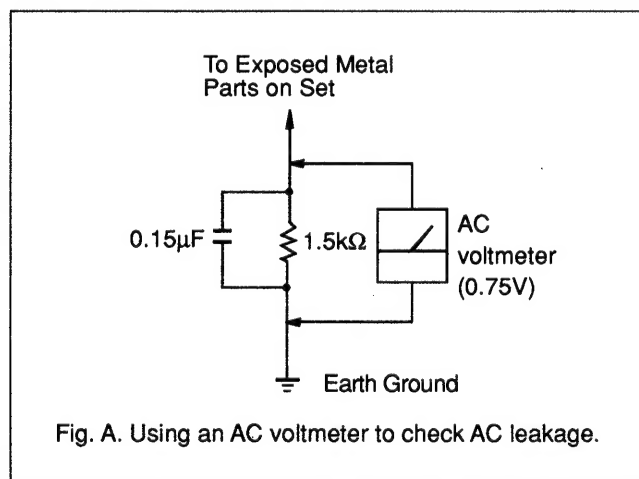 To Exposed Metal
Parts on Set
0.15µF
1.5kΩ
AC
voltmeter
(0.75V)
Earth Ground
Fig. A. Using an AC voltmeter to check AC leakage.